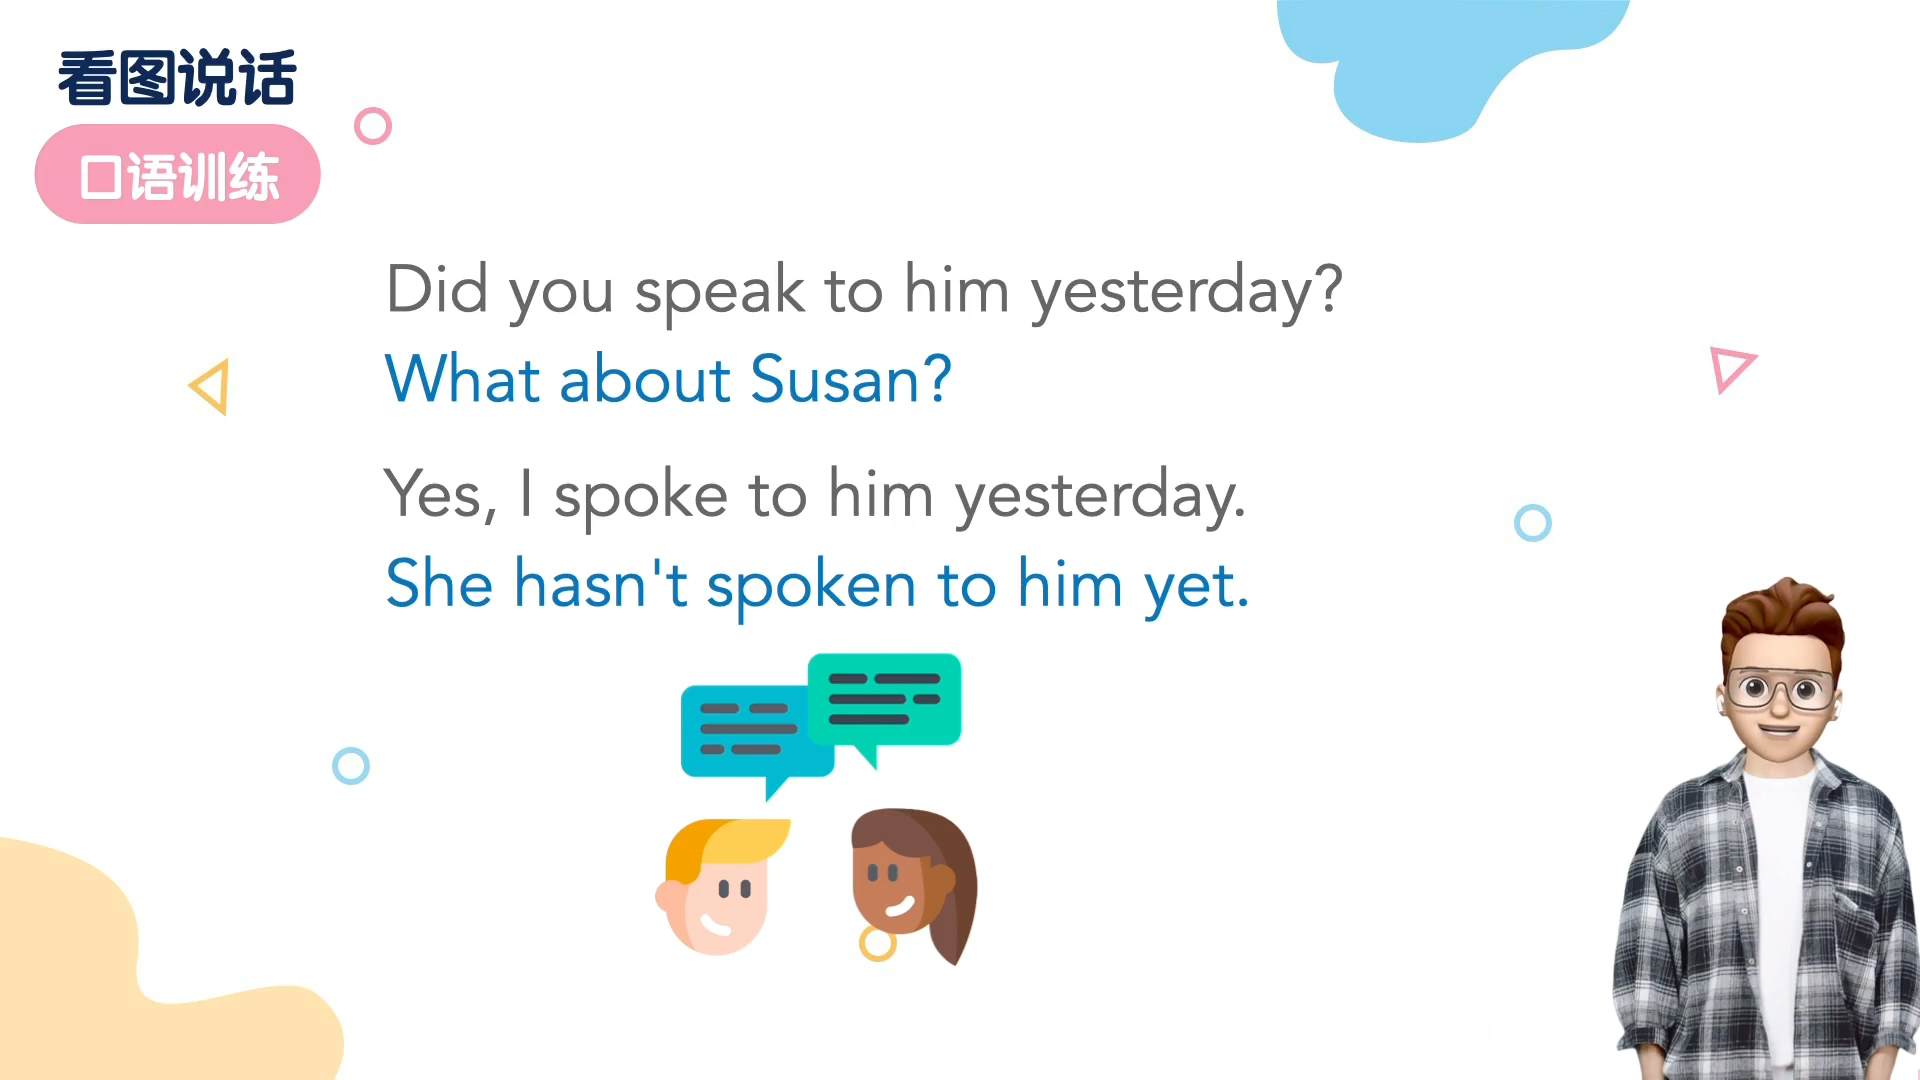 看图说话
口语训练
Did you speak to him yesterday?
What about Susan?
Yes, I spoke to him yesterday.
She hasn't spoken to him yet.